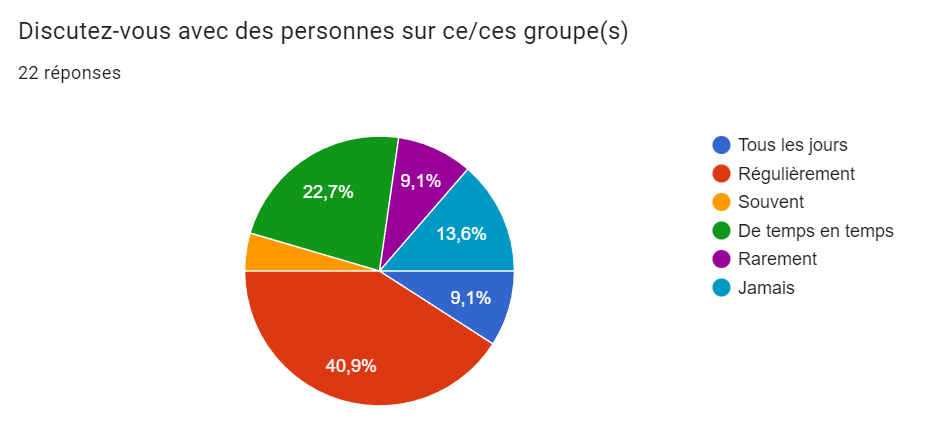 Discutez-vous avec des personnes sur ce/ces groupe(s)
22 réponses
Tous les jours
Régulièrement
Souvent
De temps en temps
Rarement
Jamais
22,7%
9,1%
13,6%
9,1%
40,9%